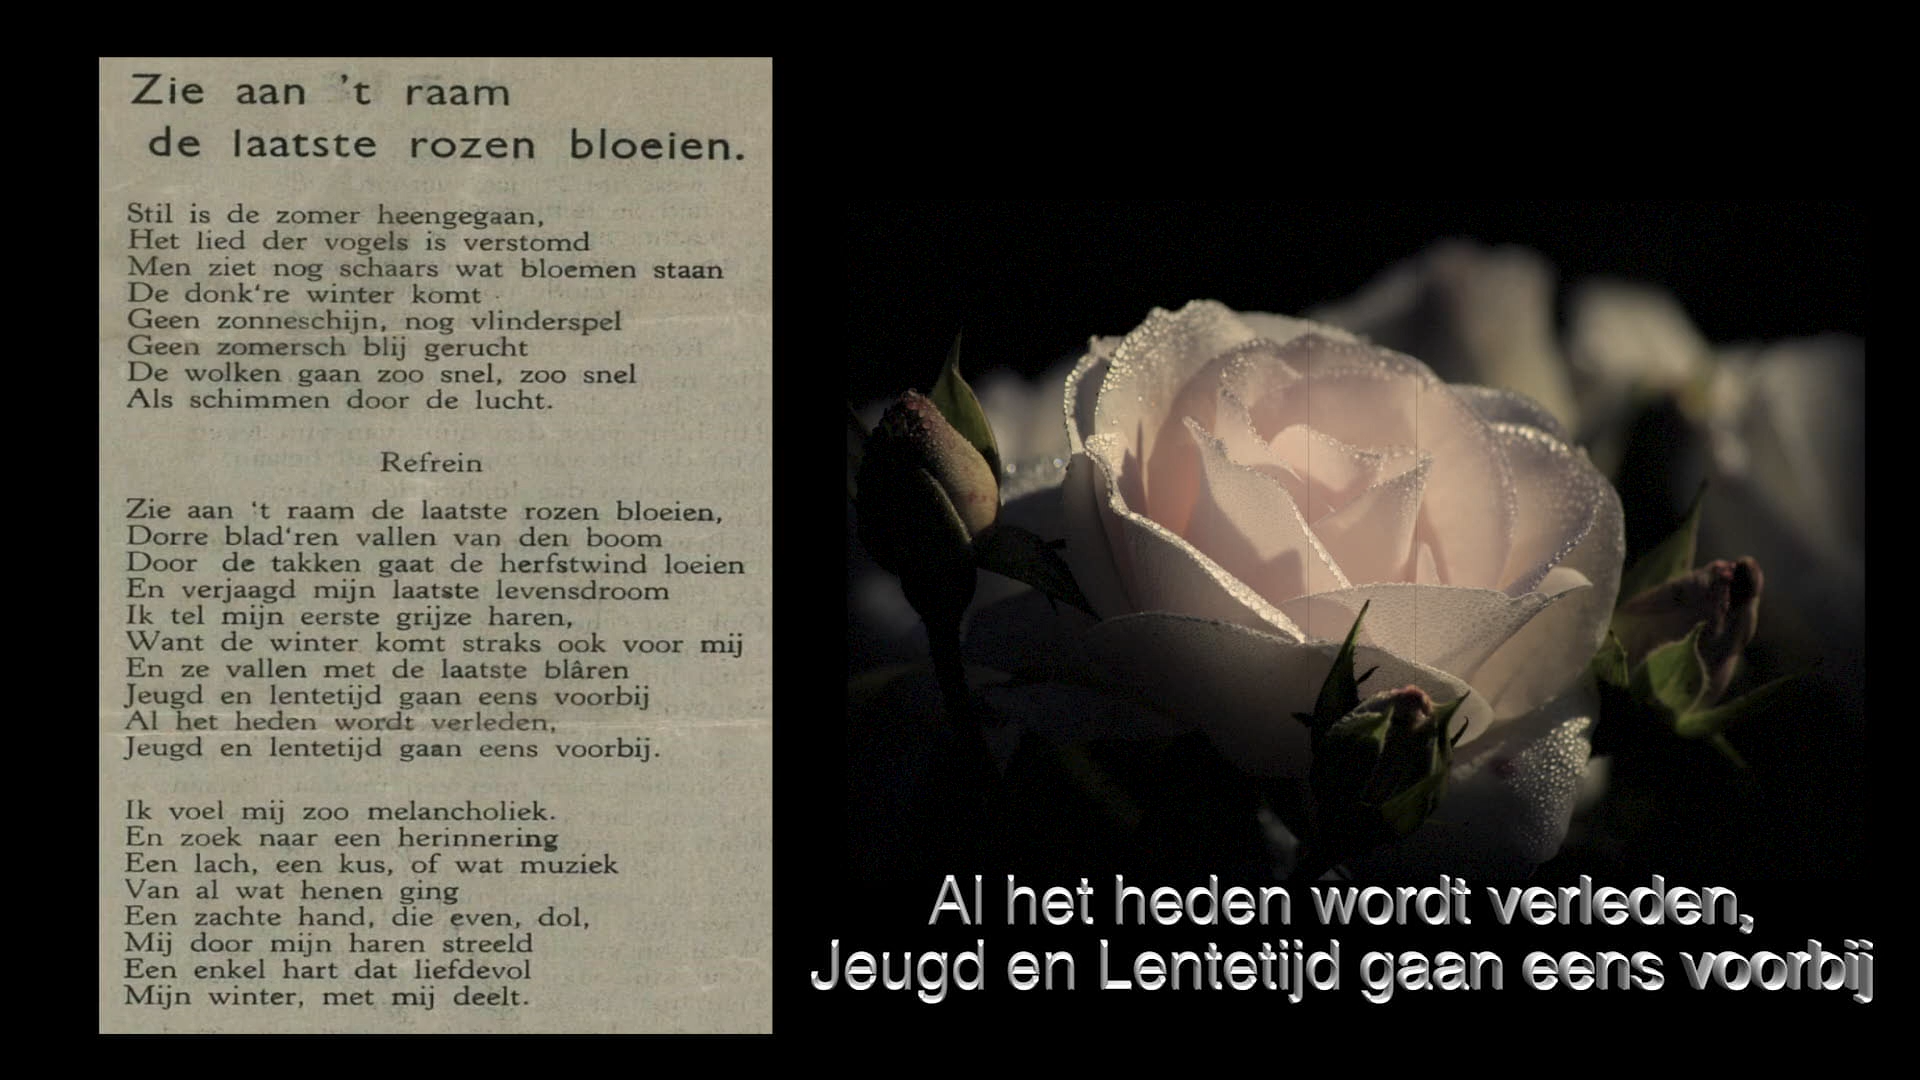 Zie aan 't raam
de laatste rozen bloeien.
Stil is de zomer heengegaan,
Het lied der vogels is verstomd
Men ziet nog schaars wat bloemen staan
De donk‘re winter komt
Geen zonneschijn, nog vlinderspel
Geen zomersch blij gerucht
De wolken gaan zoo snel, zoo snel
Als schimmen door de lucht.
Refrein
Zie aan ‘t raam de laatste rozen bloeien,
Dorre blad‘ren vallen van den boom
Door de takken gaat de herfstwind loeien
En verjaagd mijn laatste levensdroom
Ik tel mijn eerste grijze haren,
Want de winter komt straks ook voor mij
En ze vallen met de laatste blâren
Jeugd en lentetijd gaan eens voorbij
Al het heden wordt verleden,
Jeugd en lentetijd gaan eens voorbij.
Ik voel mij zoo melancholiek.
En zoek naar een herinnering
Een lach, een kus, of wat muziek
Van al wat henen ging
Een zachte hand, die even, dol,
Mij door mijn haren streeld
Een enkel hart dat liefdevol
Mijn winter, met mij deelt.
Al het heden wordt verleden,
Jeugd en Lentetijd gaan eens voorbij